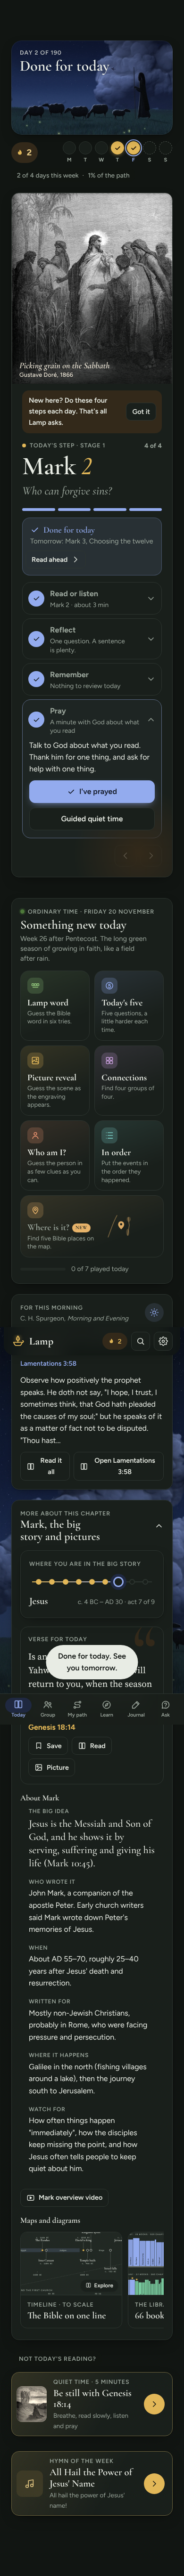 DAY 2 OF 190
Done for today
2
M T W T F S S
2 of 4 days this week · 1% of the path
Picking grain on the Sabbath
Gustave Doré, 1866
New here? Do these four
steps each day. That's all
Lamp asks.
Got it
TODAY'S STEP · STAGE 1
4 of 4
Mark 2
Who can forgive sins?
Done for today
Tomorrow: Mark 3, Choosing the twelve
Read ahead
Read or listen
Mark 2 · about 3 min
Reflect
One question. A sentence
is plenty.
Remember
Nothing to review today
Pray
A minute with God about what
you read
Talk to God about what you read.
Thank him for one thing, and ask for
help with one thing.
I've prayed
Guided quiet time
ORDINARY TIME · FRIDAY 20 NOVEMBER
Something new today
Week 26 after Pentecost. The long green
season of growing in faith, like a field
after rain.
Lamp word
Guess the Bible
word in six tries.
Today's five
Five questions, a
little harder each
time.
Picture reveal
Guess the scene as
the engraving
appears.
Connections
Find four groups of
four.
Who am I?
Guess the person in
as few clues as you
can.
In order
Put the events in
the order they
happened.
Where is it? NEW
Find five Bible places on
the map.
0 of 7 played today
FOR THIS MORNING
C. H. Spurgeon, Morning and Evening
Lamp
2
Lamentations 3:58
Observe how positively the prophet
speaks. He doth not say, "I hope, I trust, I
sometimes think, that God hath pleaded
the causes of my soul;" but he speaks of it
as a matter of fact not to be disputed.
"Thou hast...
Read it
all
Open Lamentations
3:58
MORE ABOUT THIS CHAPTER
Mark, the big
story and pictures
WHERE YOU ARE IN THE BIG STORY
Jesus
c. 4 BC – AD 30 · act 7 of 9
VERSE FOR TODAY
Is an
Yahw
will
return to you, when the season
Done for today. See
you tomorrow.
Today
Group
My path
Learn
Journal
Ask
Genesis 18:14
Save
Read
Picture
About Mark
THE BIG IDEA
Jesus is the Messiah and Son of
God, and he shows it by
serving, suffering and giving his
life (Mark 10:45).
WHO WROTE IT
John Mark, a companion of the
apostle Peter. Early church writers
said Mark wrote down Peter's
memories of Jesus.
WHEN
About AD 55–70, roughly 25–40
years after Jesus' death and
resurrection.
WRITTEN FOR
Mostly non-Jewish Christians,
probably in Rome, who were facing
pressure and persecution.
WHERE IT HAPPENS
Galilee in the north (fishing villages
around a lake), then the journey
south to Jerusalem.
WATCH FOR
How often things happen
"immediately", how the disciples
keep missing the point, and how
Jesus often tells people to keep
quiet about him.
Mark overview video
Maps and diagrams
Explore
TIMELINE · TO SCALE
The Bible on one line
THE LIBR
66 book
NOT TODAY'S READING?
QUIET TIME · 5 MINUTES
Be still with Genesis
18:14
Breathe, read slowly, listen
and pray
HYMN OF THE WEEK
All Hail the Power of
Jesus' Name
All hail the power of Jesus'
name!